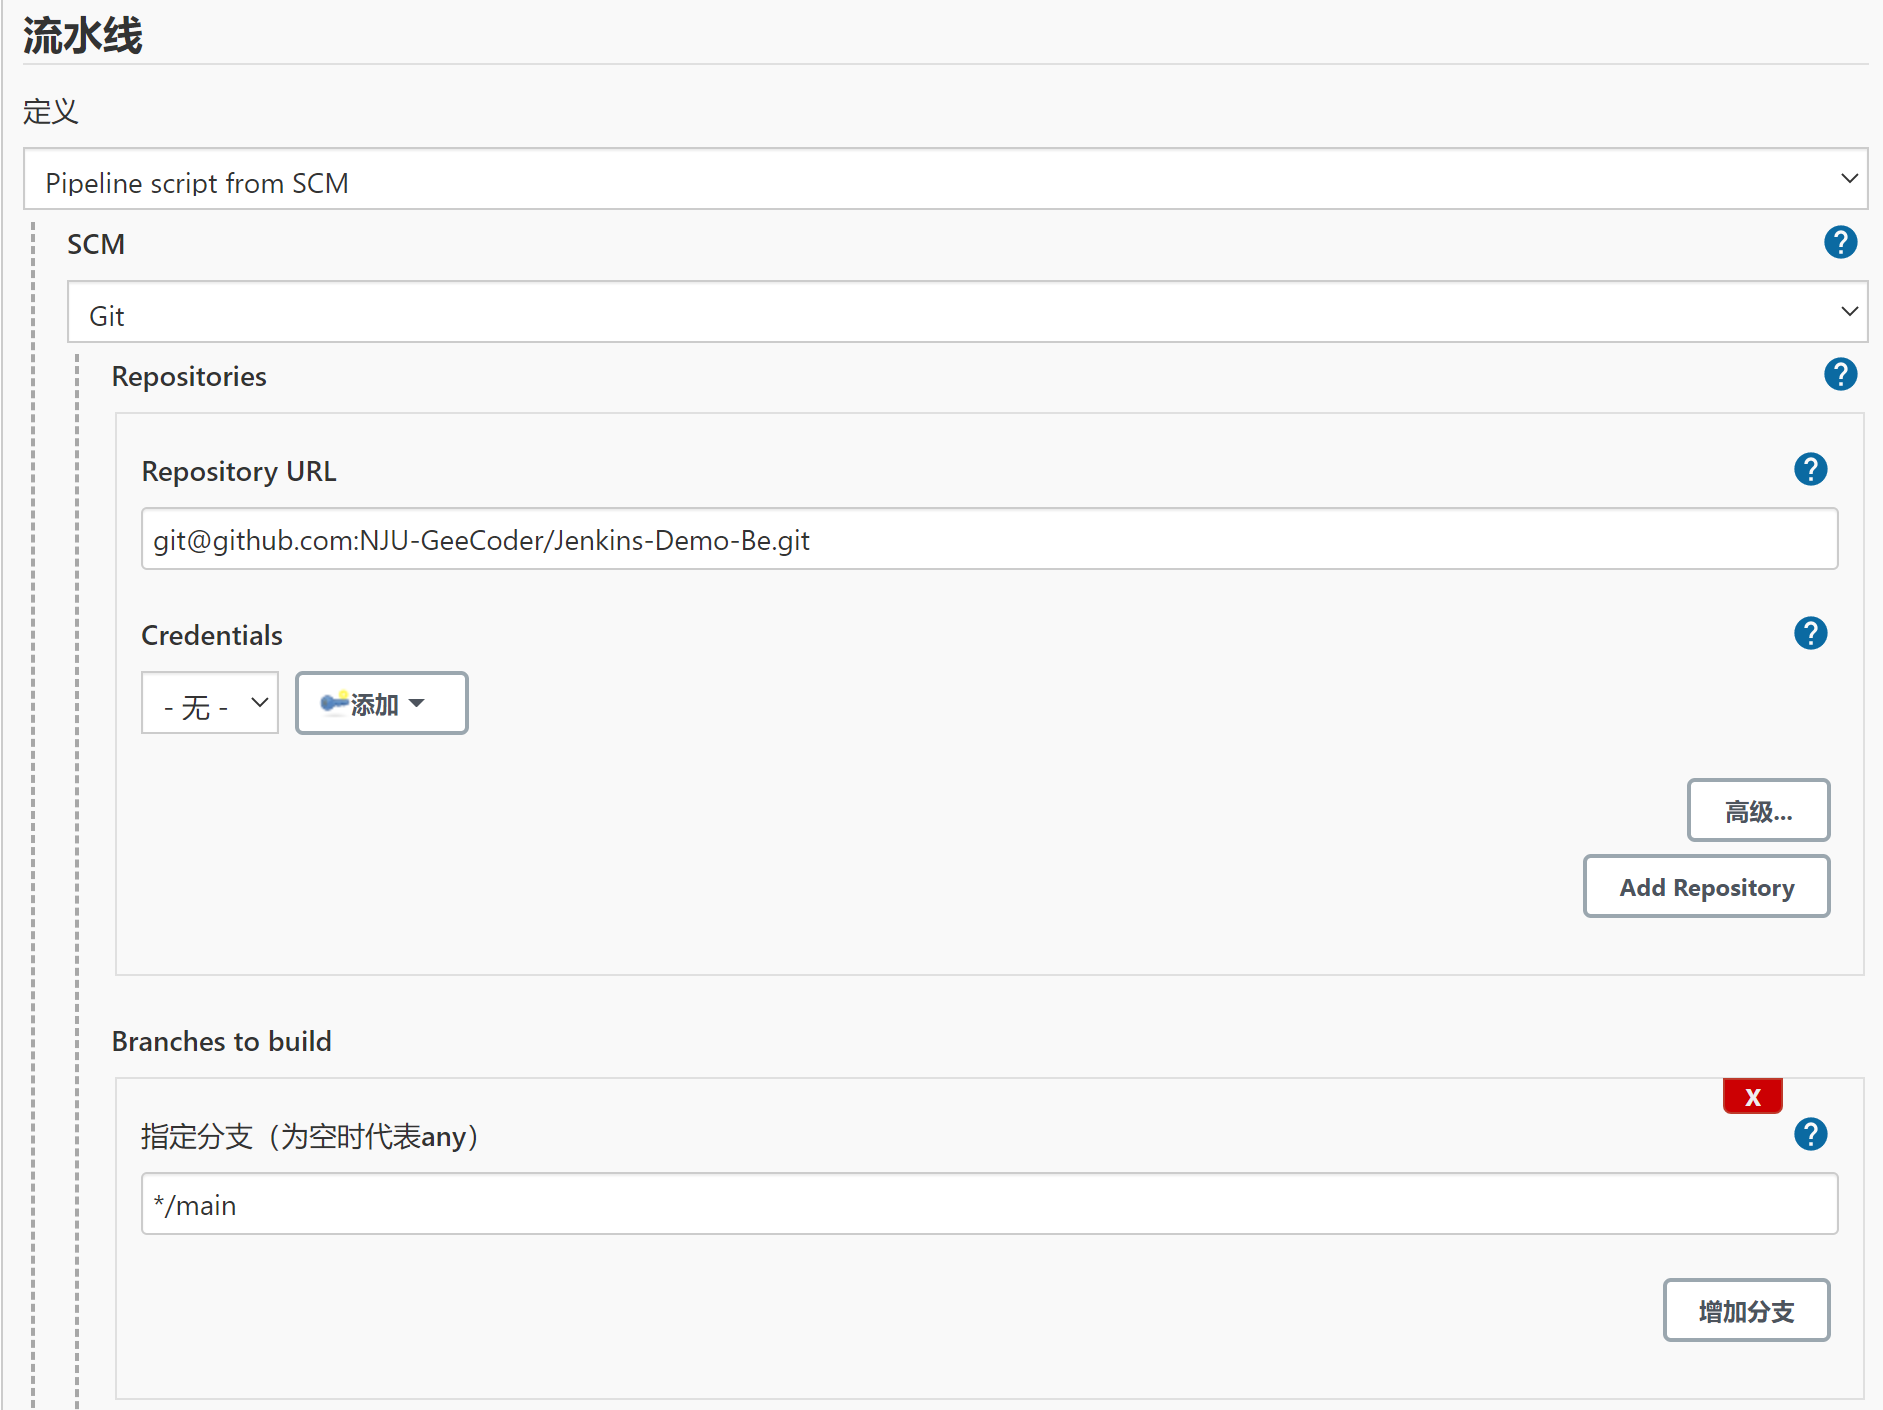 流水线
定义
Pipeline script from SCM
SCM
?
Git
Repositories
?
Repository URL
?
git@github.com:NJU-GeeCoder/Jenkins-Demo-Be.git
Credentials
?
- 无 -
添加
高级...
Add Repository
Branches to build
X
指定分支（为空时代表any）
?
*/main
增加分支